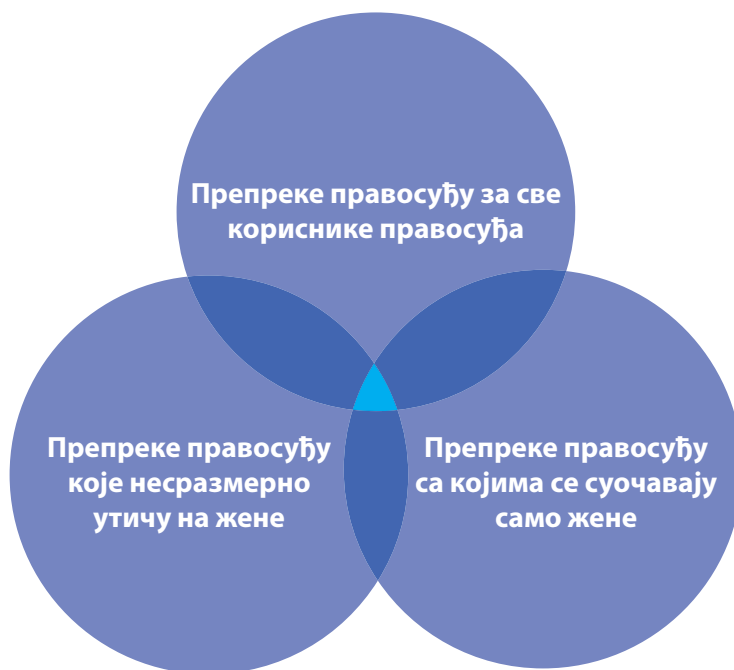 Препреке правосуђу за све
кориснике правосуђа
Препреке правосуђу
које несразмерно
утичу на жене
Препреке правосуђу
са којима се суочавају
само жене